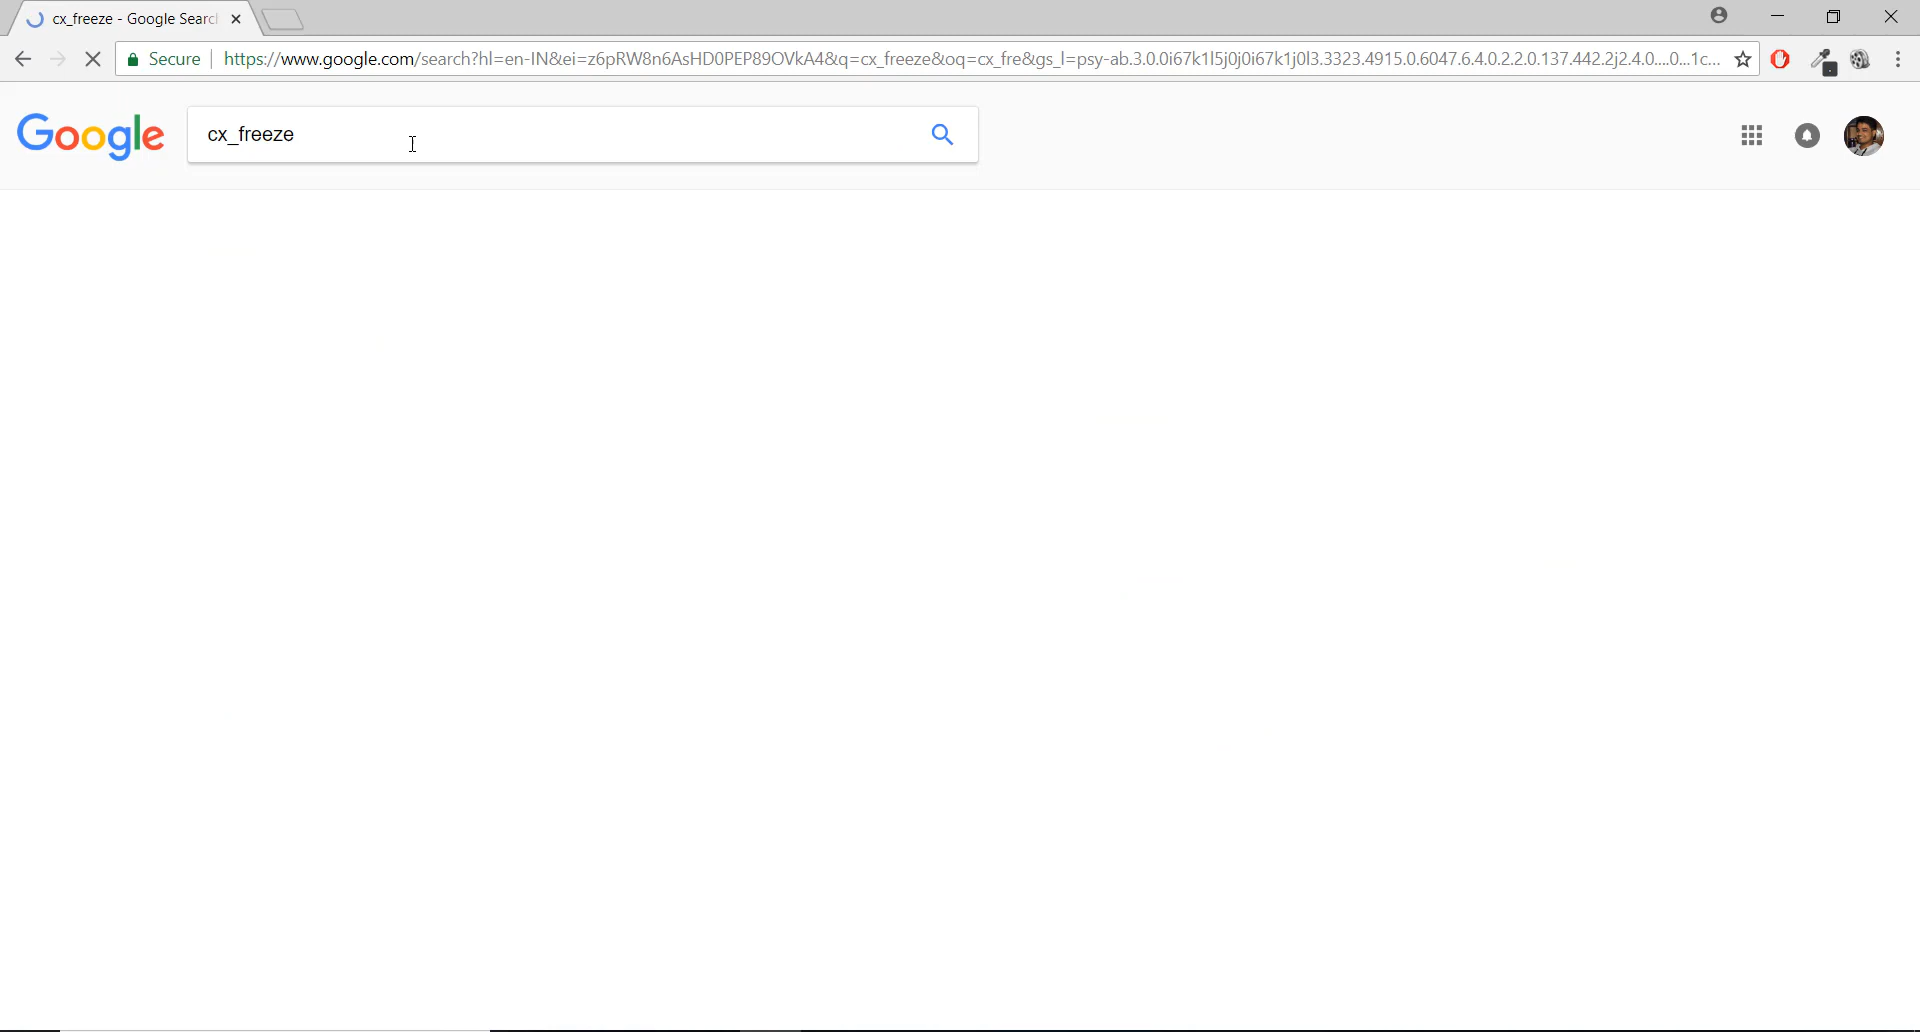 cx_freeze - Google Searc
Secure
https://www.google.com/search?hl=en-IN&ei=z6pRW8n6AsHD0PEP89OVkA4&q=cx_freeze&oq=cx_fre&gs_l=psy-ab.3.0.0i67k1l5j0j0i67k1j0l3.3323.4915.0.6047.6.4.0.2.2.0.137.442.2j2.4.0....0...1c...
Google
cx_freeze